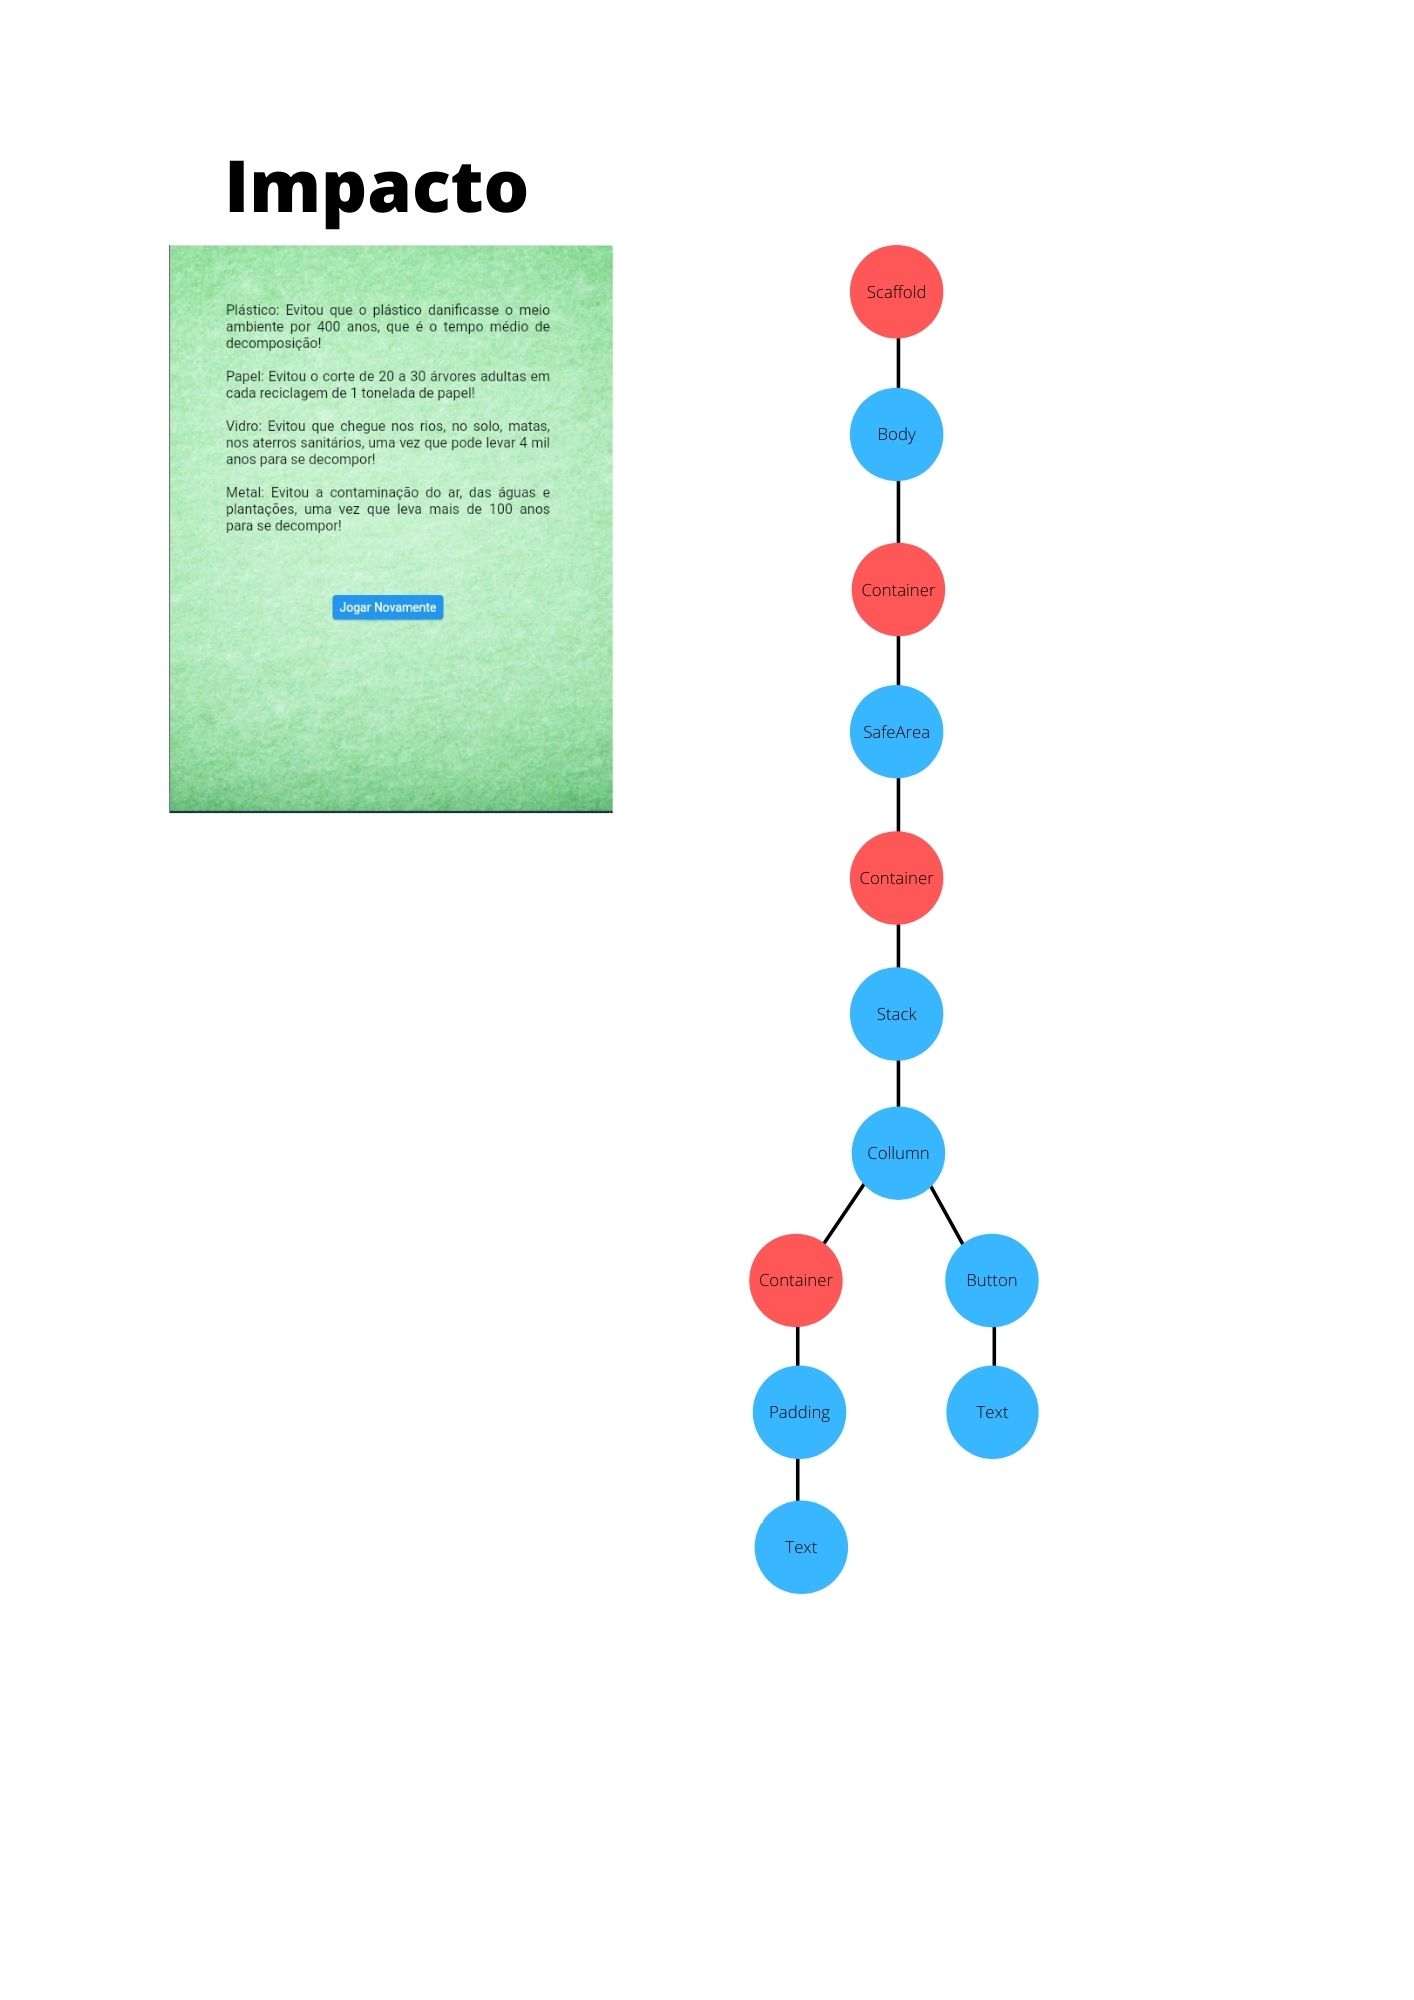 Impacto
Plástico: Evitou que o plástico danificasse o meio
ambiente por 400 anos, que é o tempo médio de
decomposição!
Papel: Evitou o corte de 20 a 30 árvores adultas em
cada reciclagem de 1 tonelada de papel!
Vidro: Evitou que chegue nos rios, no solo, matas,
nos aterros sanitários, uma vez que pode levar 4 mil
anos para se decompor!
Metal: Evitou a contaminação do ar, das águas e
plantações, uma vez que leva mais de 100 anos
para se decompor!
Jogar Novamente
Scaffold
Body
Container
SafeArea
Container
Stack
Collumn
Container
Button
Padding
Text
Text